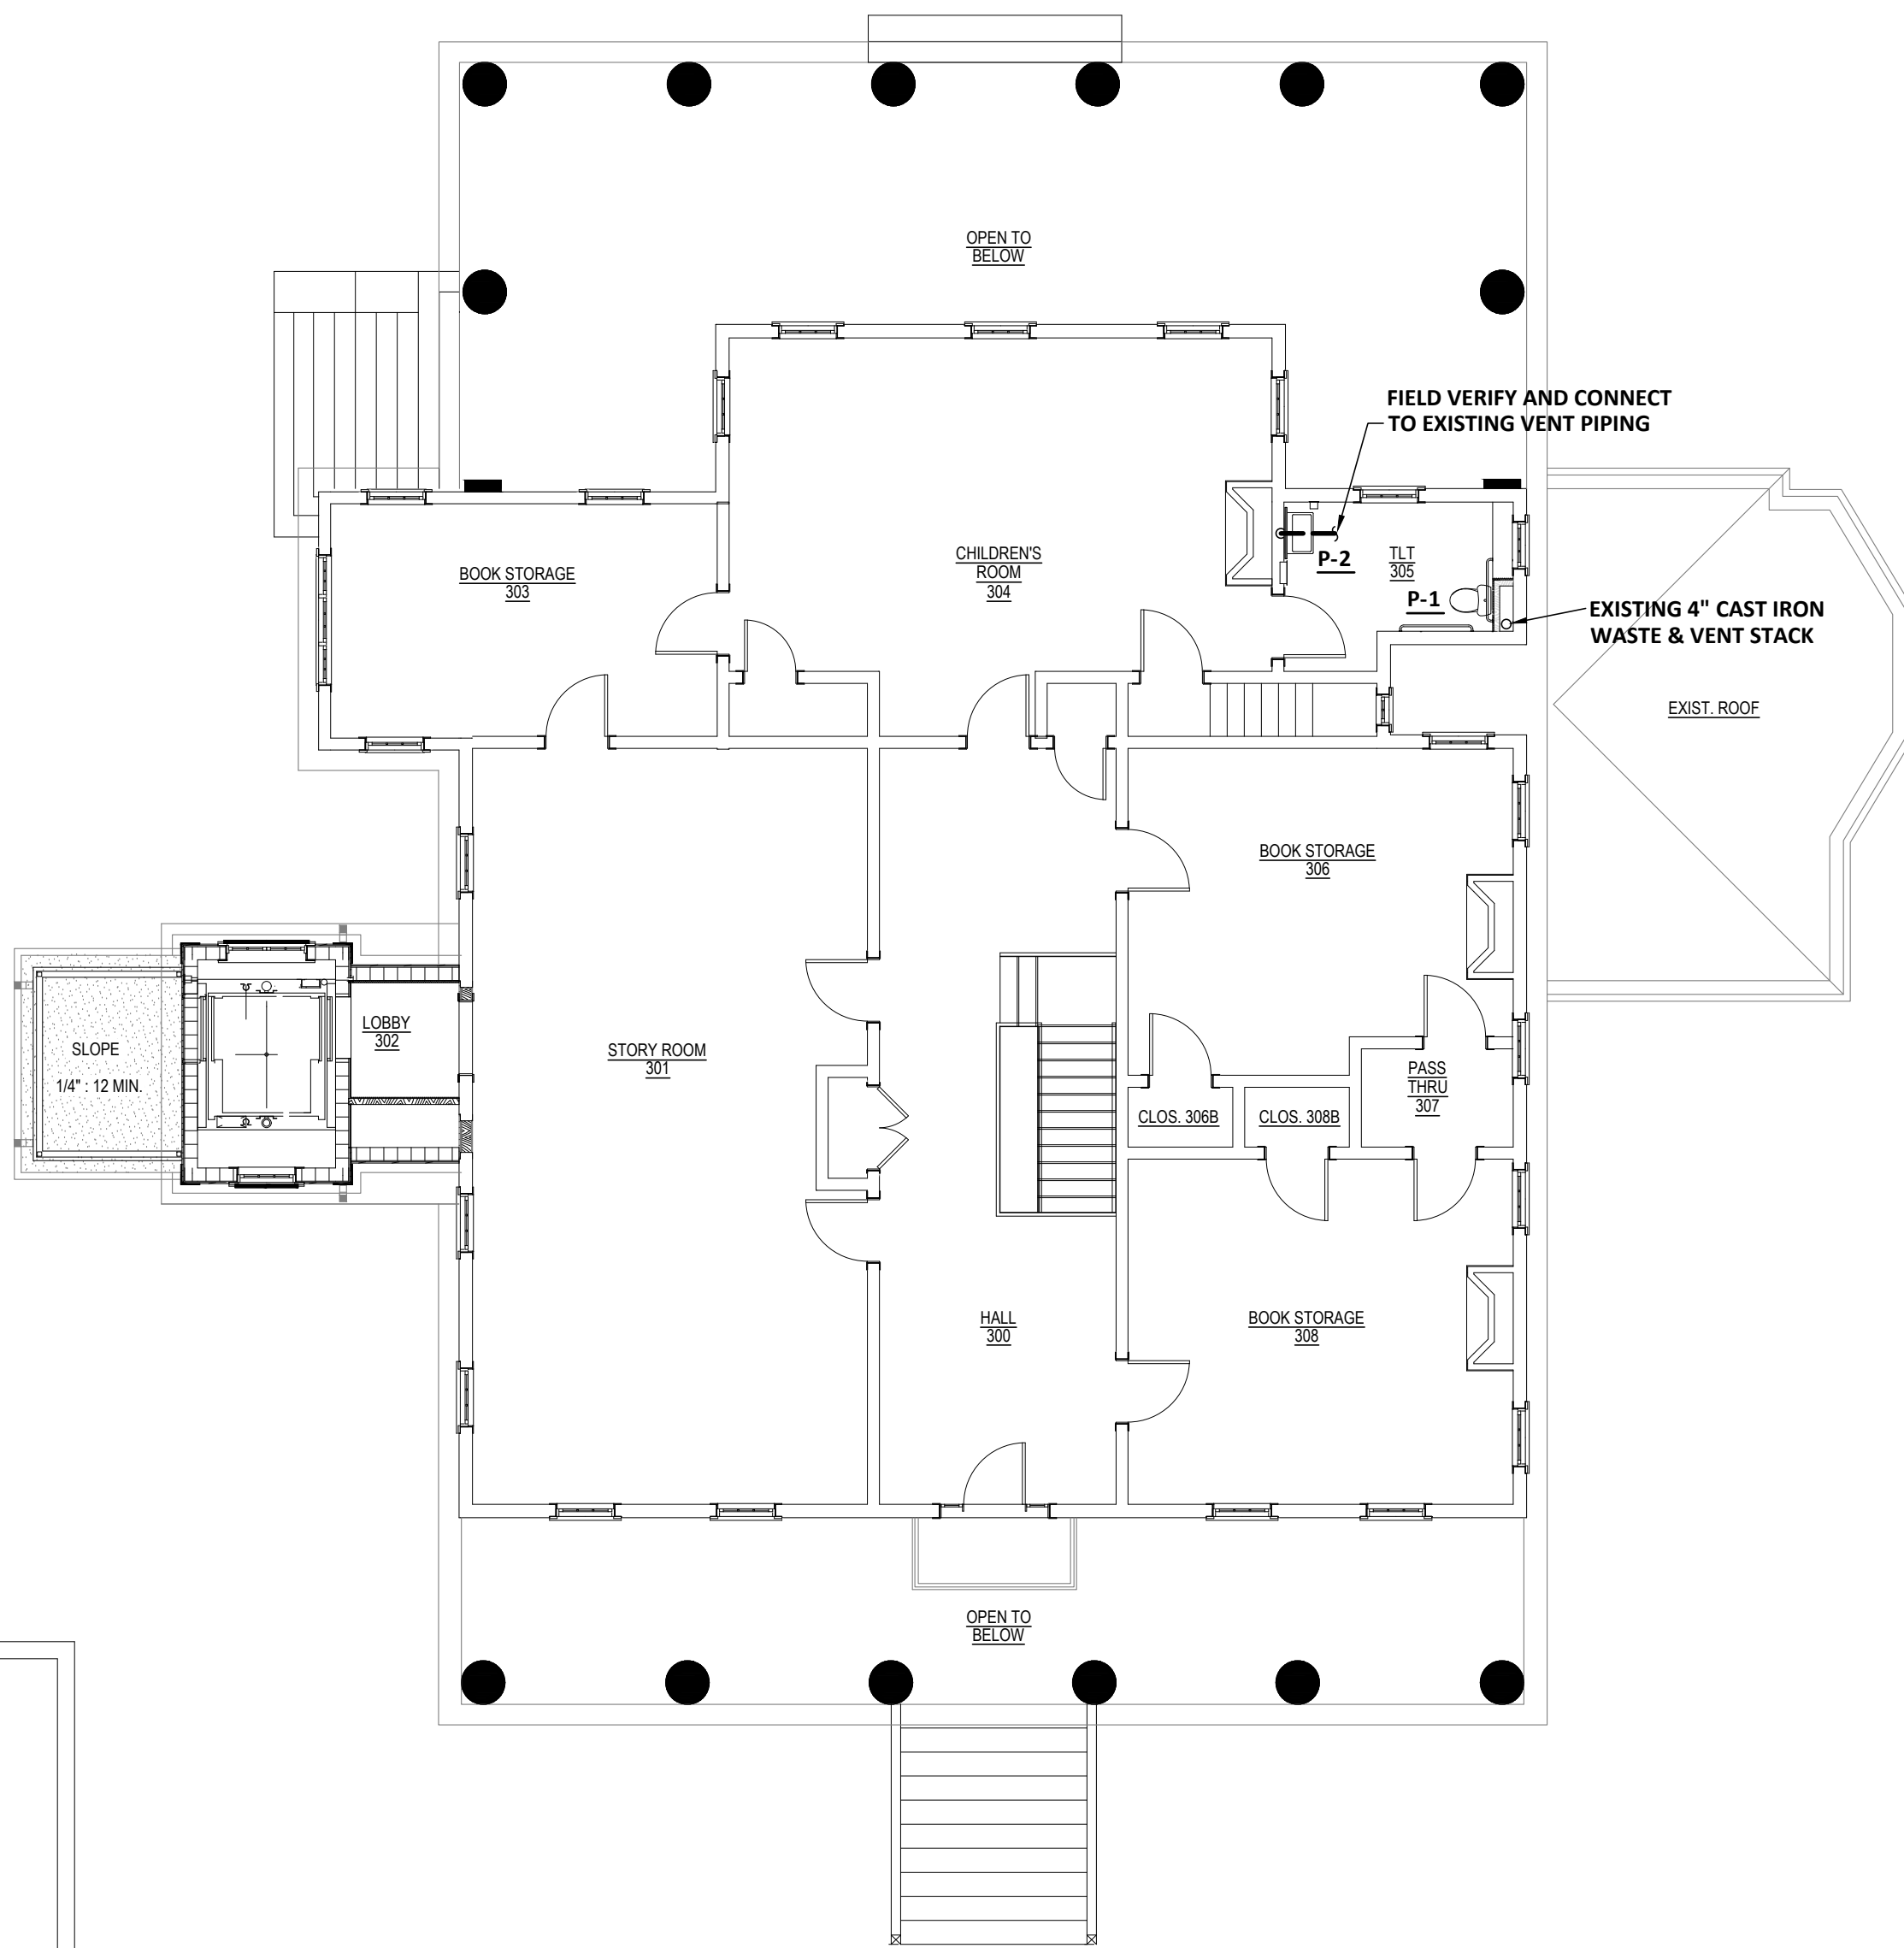 OPEN TO
BELOW
FIELD VERIFY AND CONNECT
TO EXISTING VENT PIPING
CHILDREN'S
ROOM
304
BOOK STORAGE
303
P-2
TLT
305
P-1
EXISTING 4" CAST IRON
WASTE & VENT STACK
EXIST. ROOF
BOOK STORAGE
306
LOBBY
302
SLOPE
1/4" : 12 MIN.
STORY ROOM
301
PASS
THRU
307
CLOS. 306B
CLOS. 308B
HALL
300
BOOK STORAGE
308
OPEN TO
BELOW